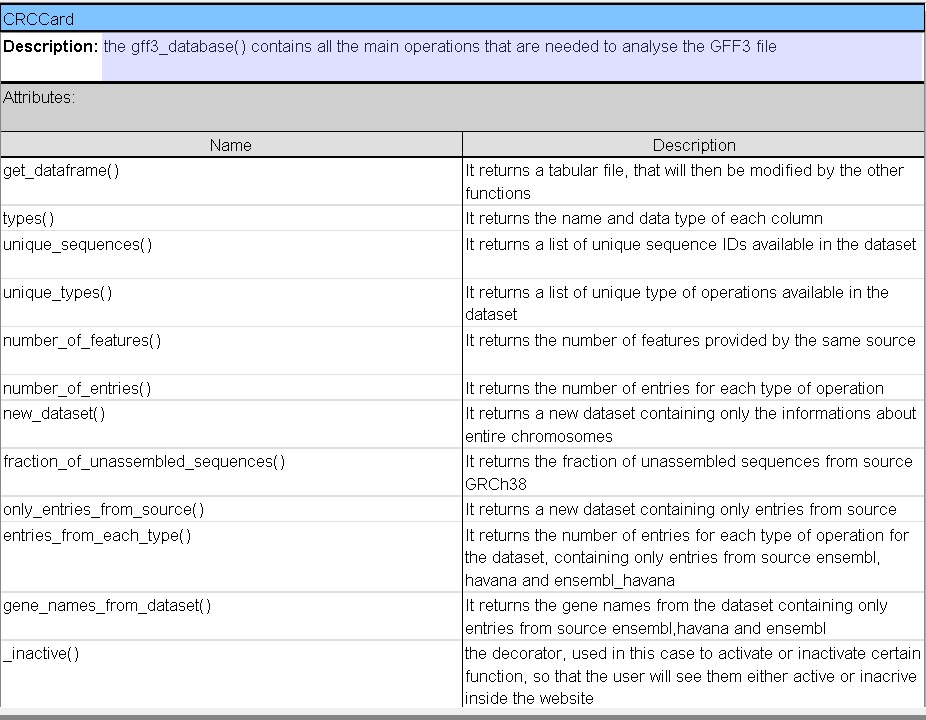 CRCCard
Description: the gff3_database() contains all the main operations that are needed to analyse the GFF3 file
Attributes:
Name Description
get_dataframe() It returns a tabular file, that will then be modified by the other
functions
types() It returns the name and data type of each column
unique_sequences() It returns a list of unique sequence IDs available in the dataset
unique_types() It returns a list of unique type of operations available in the
dataset
number_of_features() It returns the number of features provided by the same source
number_of_entries() It returns the number of entries for each type of operation
new_dataset() It returns a new dataset containing only the informations about
entire chromosomes
fraction_of_unassembled_sequences() It returns the fraction of unassembled sequences from source
GRCh38
only_entries_from_source() It returns a new dataset containing only entries from source
entries_from_each_type() It returns the number of entries for each type of operation for
the dataset, containing only entries from source ensembl,
havana and ensembl_havana
gene_names_from_dataset() It returns the gene names from the dataset containing only
entries from source ensembl,havana and ensembl
_inactive() the decorator, used in this case to activate or inactivate certain
function, so that the user will see them either active or inacrive
inside the website